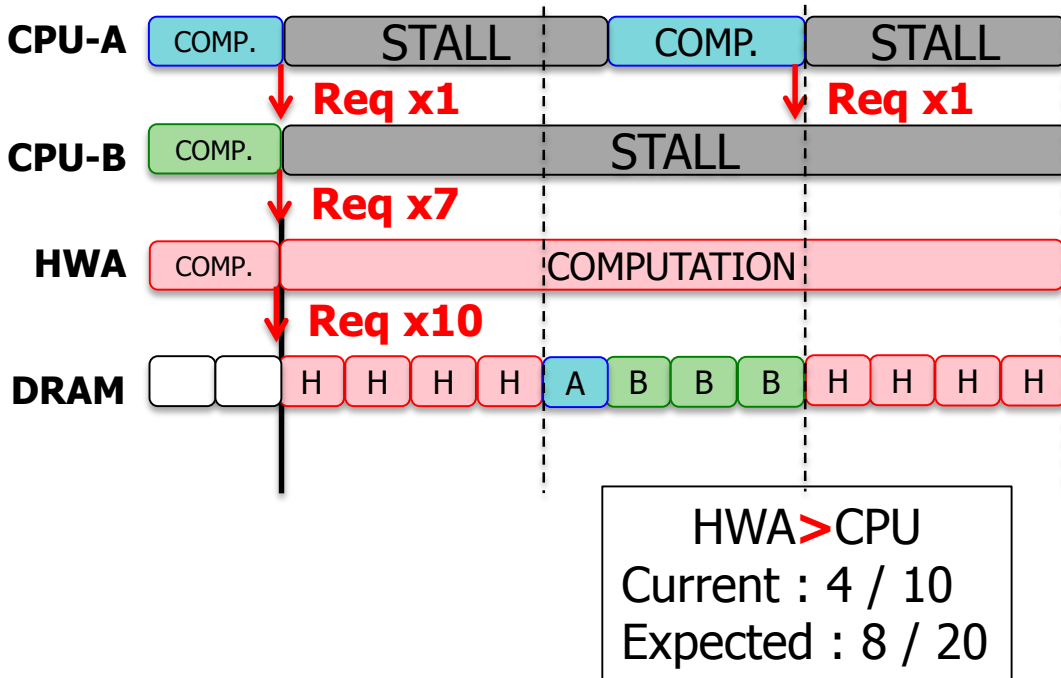 CPU-A COMP. STALL COMP. STALL
Req x1 Req x1
CPU-B COMP. STALL
Req x7
HWA COMP. COMPUTATION
Req x10
DRAM H H H H A B B B H H H H
HWA>CPU
Current : 4 / 10
Expected : 8 / 20